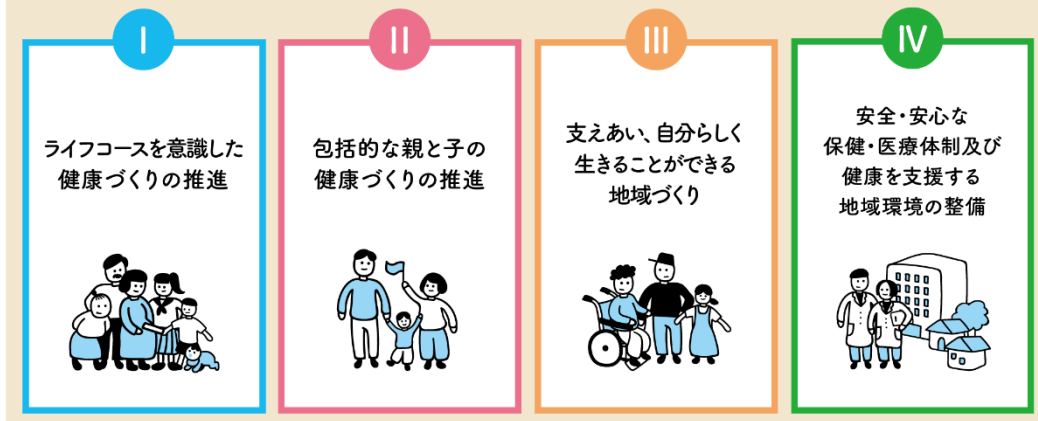 I
ライフコースを意識した
健康づくりの推進
II
包括的な親と子の
健康づくりの推進
III
支えあい、自分らしく
生きることができる
地域づくり
IV
安全・安心な
保健・医療体制及び
健康を支援する
地域環境の整備